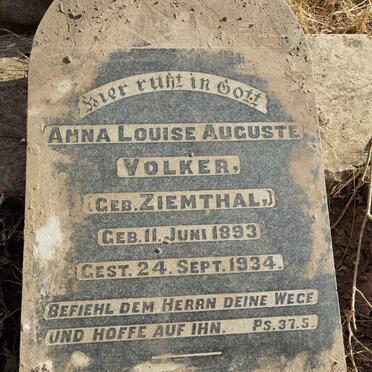 Hier ruht in Gott
ANNA LOUISE AUGUSTE
VOLKER,
(GEB. ZIEMTHAL,)
GEB. 11. JUNI 1893
GEST. 24. SEPT. 1934.
BEFIEHL DEM HERRN DEINE WEGE
UND HOFFE AUF IHN. PS. 37.5.